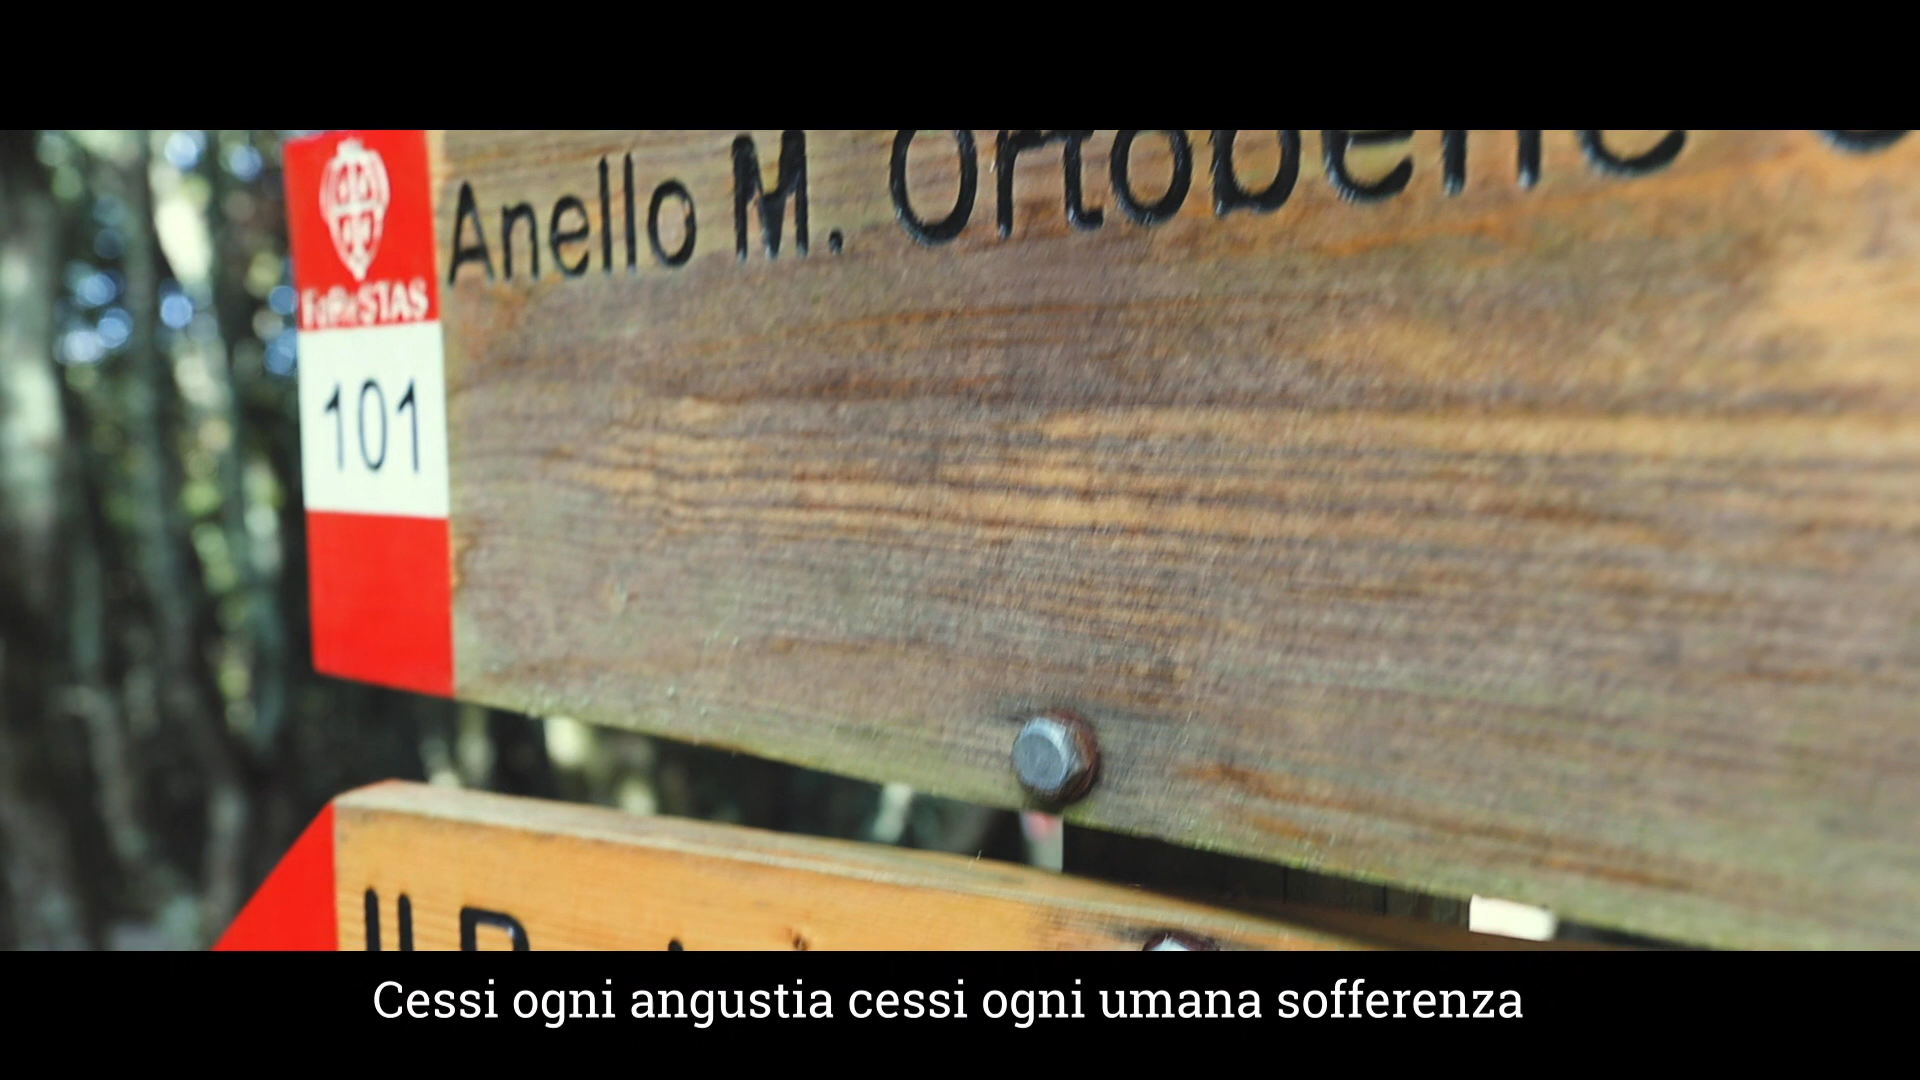 Anello M. Ortobene
FoReSTAS
101
Cessi ogni angustia cessi ogni umana sofferenza